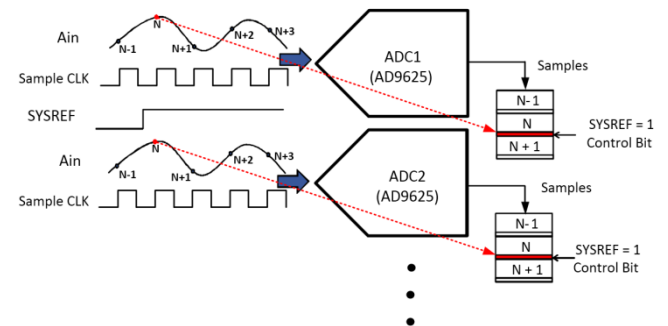 Ain
N-1
N
N+1
N+2
N+3
Sample CLK
SYSREF
ADC1
(AD9625)
Samples
N-1
N
N + 1
SYSREF = 1
Control Bit
Ain
N-1
N
N+1
N+2
N+3
Sample CLK
ADC2
(AD9625)
Samples
N-1
N
N + 1
SYSREF = 1
Control Bit